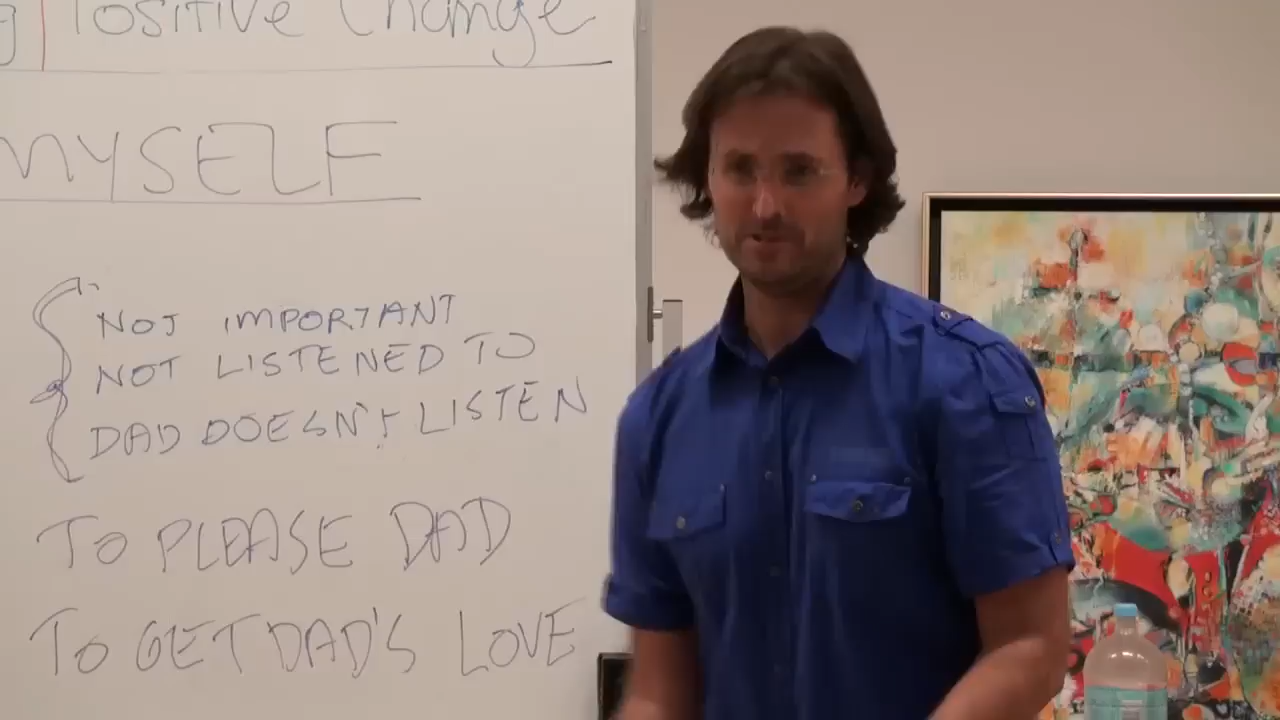 g Positive Change
MYSELF
NOT IMPORTANT
NOT LISTENED TO
DAD DOESN'T LISTEN
TO PLEASE DAD
TO GET DAD'S LOVE